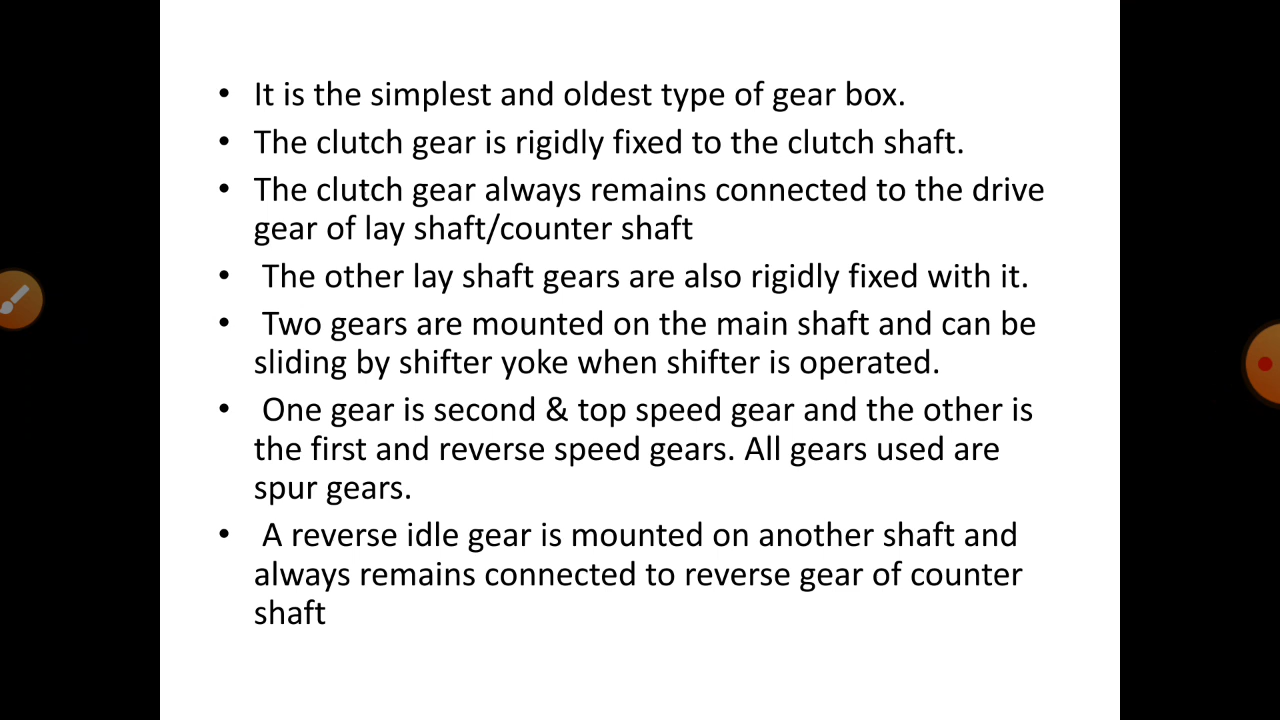 • It is the simplest and oldest type of gear box.
• The clutch gear is rigidly fixed to the clutch shaft.
• The clutch gear always remains connected to the drive
gear of lay shaft/counter shaft
• The other lay shaft gears are also rigidly fixed with it.
• Two gears are mounted on the main shaft and can be
sliding by shifter yoke when shifter is operated.
• One gear is second & top speed gear and the other is
the first and reverse speed gears. All gears used are
spur gears.
• A reverse idle gear is mounted on another shaft and
always remains connected to reverse gear of counter
shaft